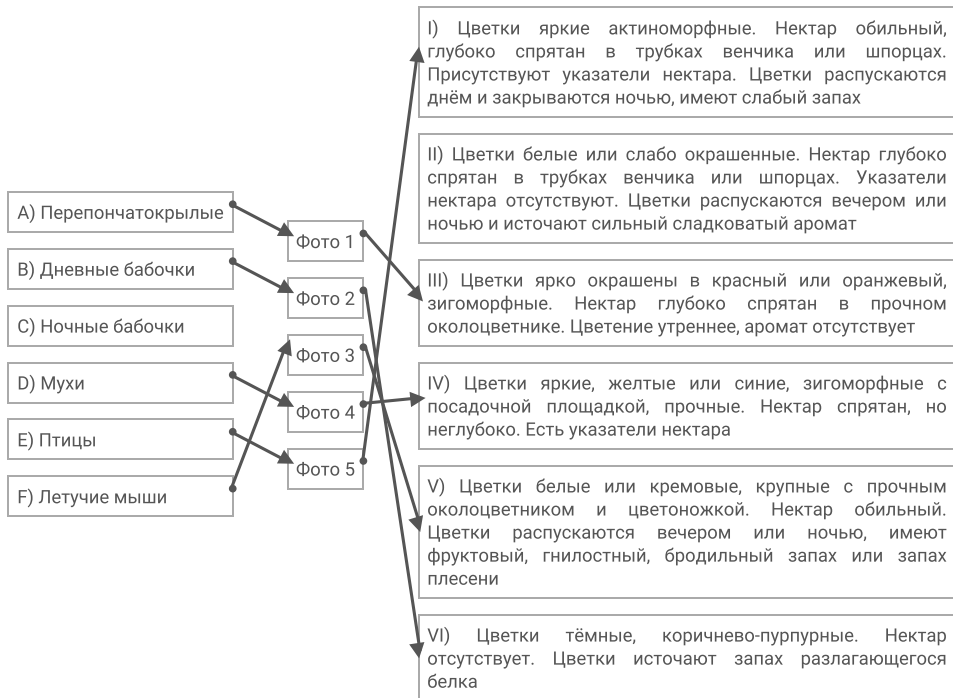 A) Перепончатокрылые
B) Дневные бабочки
C) Ночные бабочки
D) Мухи
E) Птицы
F) Летучие мыши
Фото 1
Фото 2
Фото 3
Фото 4
Фото 5
I) Цветки яркие актиноморфные. Нектар обильный,
глубоко спрятан в трубках венчика или шпорцах.
Присутствуют указатели нектара. Цветки распускаются
днём и закрываются ночью, имеют слабый запах
II) Цветки белые или слабо окрашенные. Нектар глубоко
спрятан в трубках венчика или шпорцах. Указатели
нектара отсутствуют. Цветки распускаются вечером или
ночью и источают сильный сладковатый аромат
III) Цветки ярко окрашены в красный или оранжевый,
зигоморфные. Нектар глубоко спрятан в прочном
околоцветнике. Цветение утреннее, аромат отсутствует
IV) Цветки яркие, желтые или синие, зигоморфные с
посадочной площадкой, прочные. Нектар спрятан, но
неглубоко. Есть указатели нектара
V) Цветки белые или кремовые, крупные с прочным
околоцветником и цветоножкой. Нектар обильный.
Цветки распускаются вечером или ночью, имеют
фруктовый, гнилостный, бродильный запах или запах
плесени
VI) Цветки тёмные, коричнево-пурпурные. Нектар
отсутствует. Цветки источают запах разлагающегося
белка